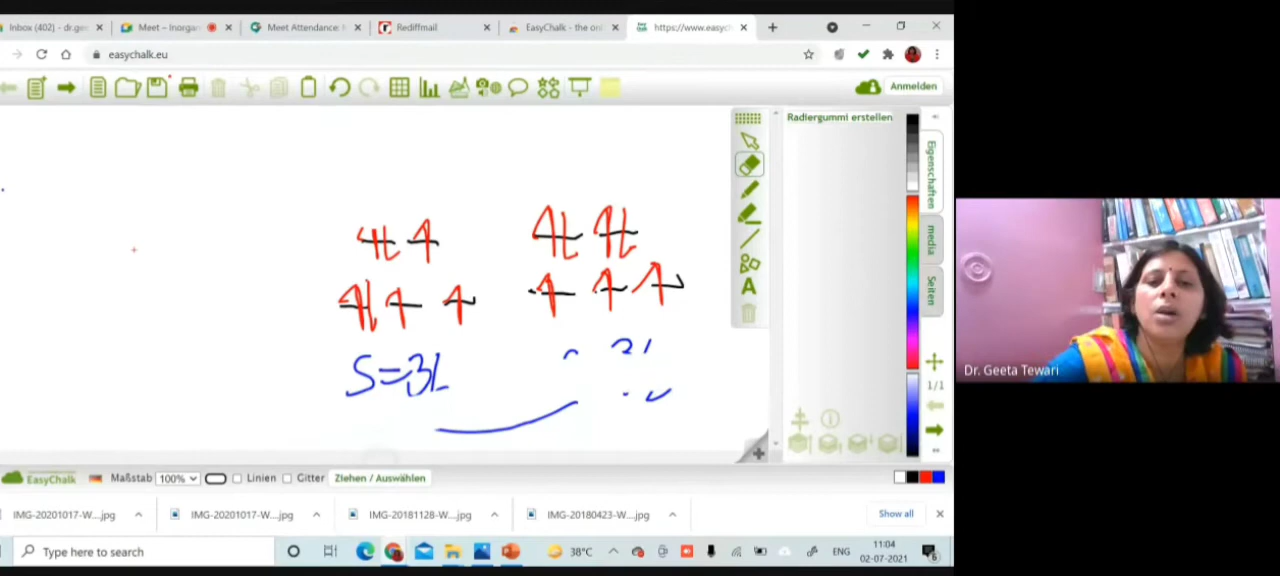 Inbox (402) - dr.gee
Meet – Inorgan
Meet Attendance: M
Rediffmail
EasyChalk - the onl
https://www.easych
easychalk.eu
Anmelden
Radiergummi erstellen
Eigenschaften
media
Seiten
A
S=3
Dr. Geeta Tewari
1/1
EasyChalk
Maßstab
100%
Linien
Gitter
Ziehen / Auswählen
IMG-20201017-W....jpg
IMG-20201017-W....jpg
IMG-20181128-W....jpg
IMG-20180423-W....jpg
Show all
Type here to search
38°C
ENG
11:04
02-07-2021
6